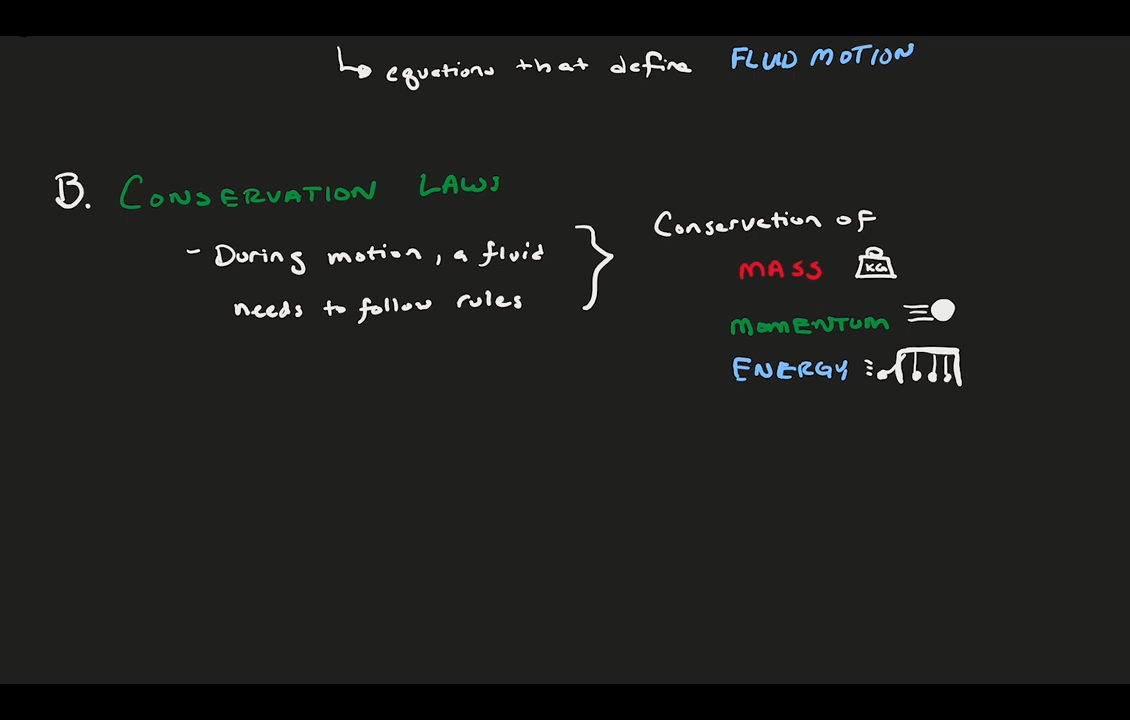 ↳ equations that define FLUID MOTION
B. CONSERVATION LAWS
- During motion, a fluid
needs to follow rules
Conservation of
MASS KG
MOMENTUM
ENERGY